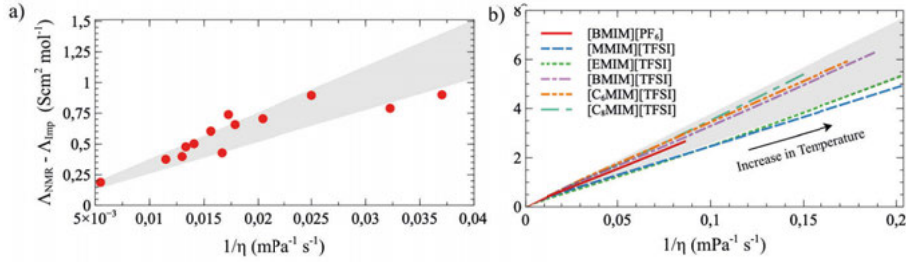 a)
1,5
1,25
1
0,75
0,5
0,25
0
Λ_NMR - Λ_Imp (Scm² mol⁻¹)
5×10⁻³
0,01
0,015
0,02
0,025
0,03
0,035
0,04
1/η (mPa⁻¹ s⁻¹)
b)
6
4
2
0
[BMIM][PF₆]
[MMIM][TFSI]
[EMIM][TFSI]
[BMIM][TFSI]
[C₆MIM][TFSI]
[C₈MIM][TFSI]
Increase in Temperature
0
0,05
0,1
0,15
0,2
1/η (mPa⁻¹ s⁻¹)